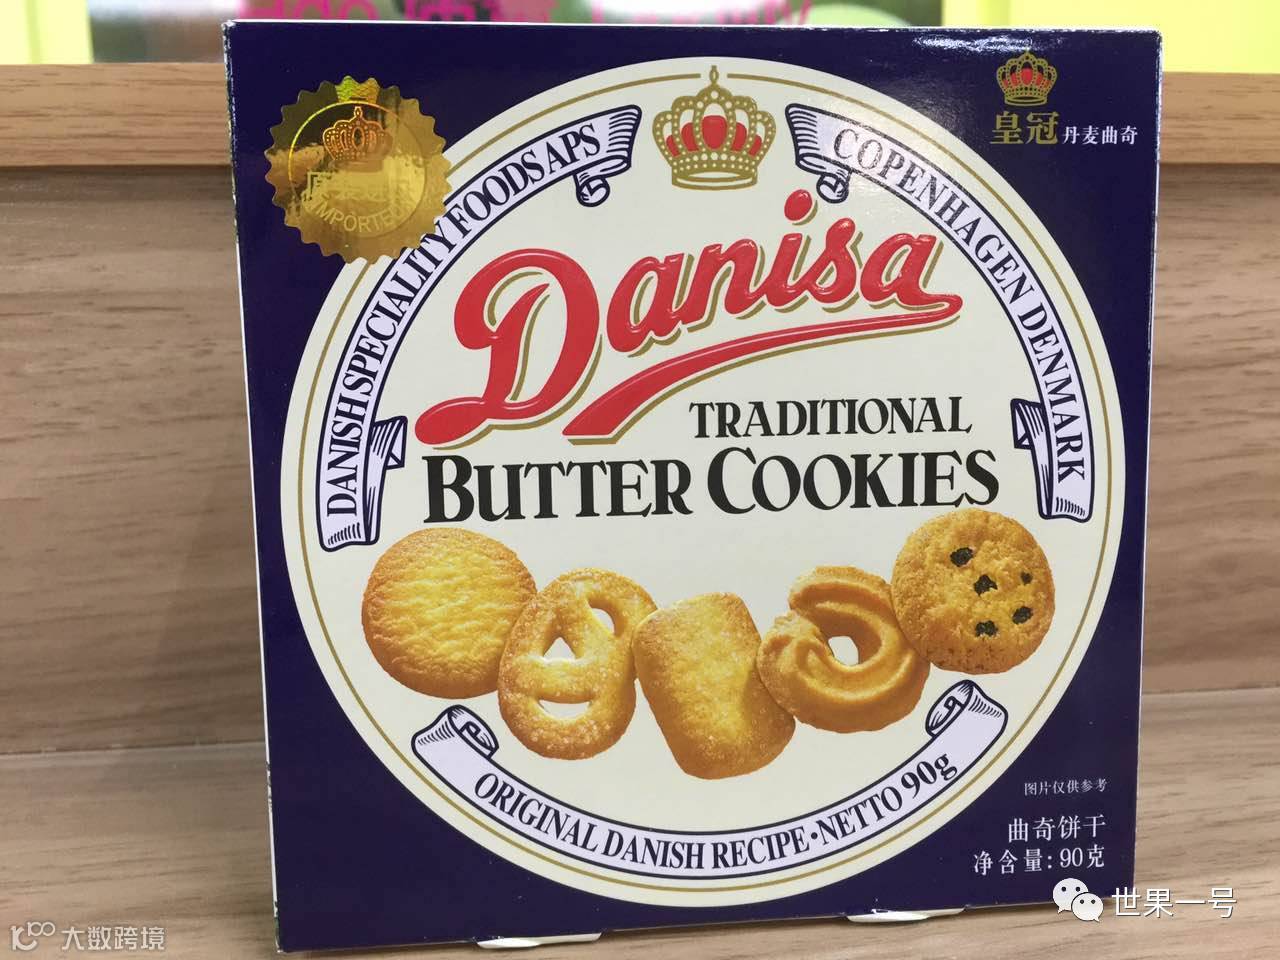 皇冠 丹麦曲奇
DANISH SPECIALITY FOODS APS
COPENHAGEN DENMARK
IMPORTED
Danisa
TRADITIONAL
BUTTER COOKIES
ORIGINAL DANISH RECIPE·NETTO 90g
图片仅供参考
曲奇饼干
净含量: 90克
世果一号
大数跨境